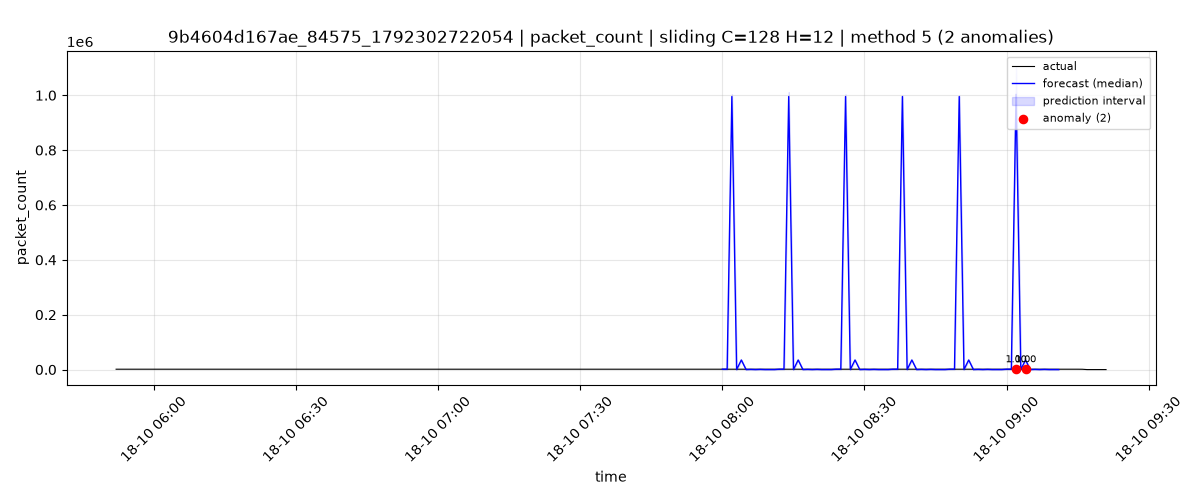 9b4604d167ae_84575_1792302722054 | packet_count | sliding C=128 H=12 | method 5 (2 anomalies)
1e6
actual
forecast (median)
prediction interval
anomaly (2)
1.0
0.8
0.6
0.4
0.2
0.0
packet_count
18-10 06:00
18-10 06:30
18-10 07:00
18-10 07:30
18-10 08:00
18-10 08:30
18-10 09:00
18-10 09:30
time